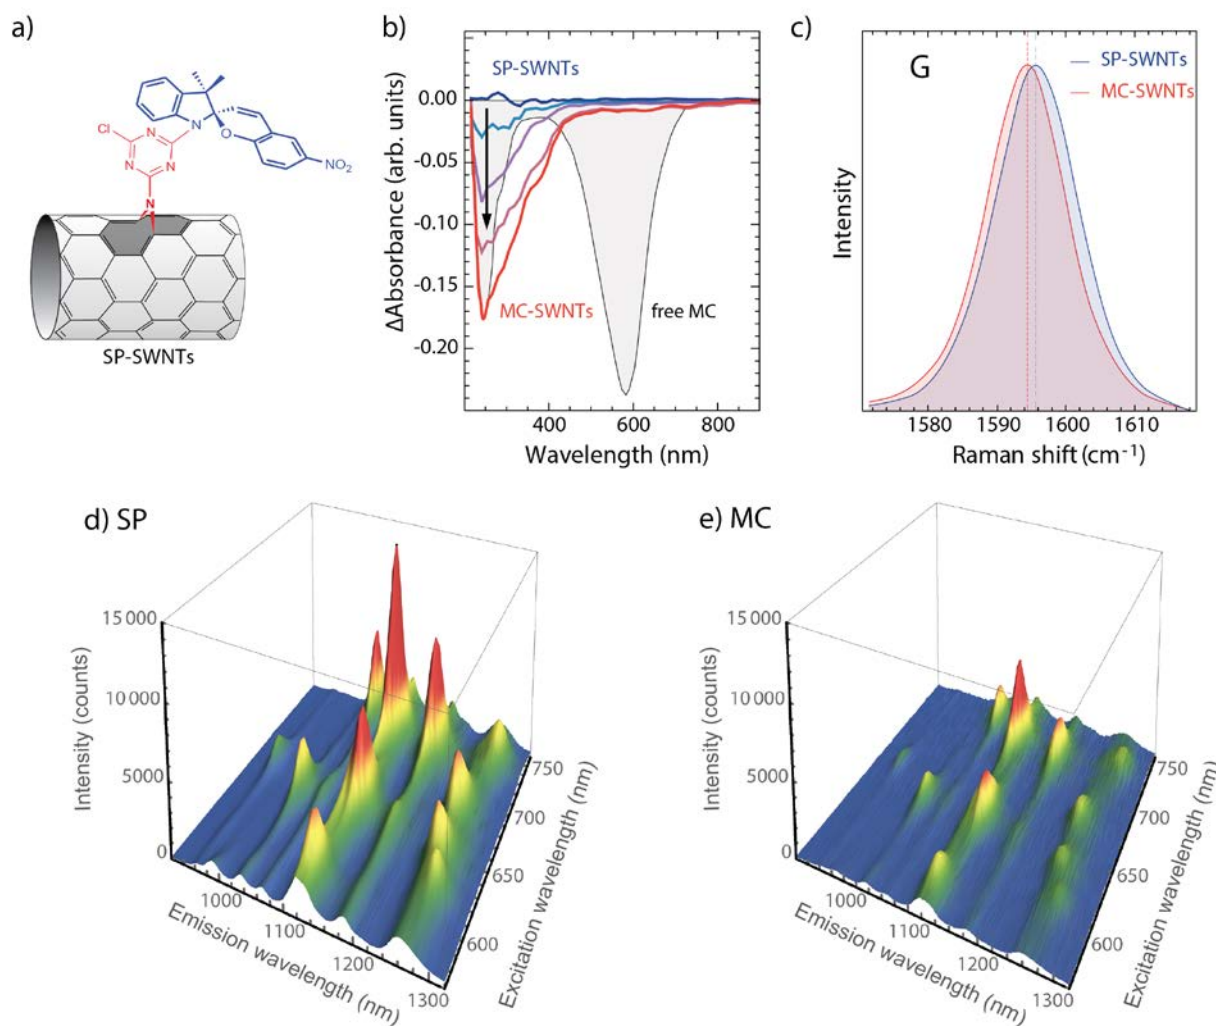 a)
Cl
N
N
N
N
N
O
NO2
SP-SWNTs
b)
SP-SWNTs
MC-SWNTs
free MC
0.00
-0.05
-0.10
-0.15
-0.20
ΔAbsorbance (arb. units)
400
600
800
Wavelength (nm)
c)
G
SP-SWNTs
MC-SWNTs
Intensity
1580
1590
1600
1610
Raman shift (cm-1)
d) SP
15 000
10 000
5000
0
Intensity (counts)
1000
1100
1200
1300
Emission wavelength (nm)
600
650
700
750
Excitation wavelength (nm)
e) MC
15 000
10 000
5000
0
Intensity (counts)
1000
1100
1200
1300
Emission wavelength (nm)
600
650
700
750
Excitation wavelength (nm)